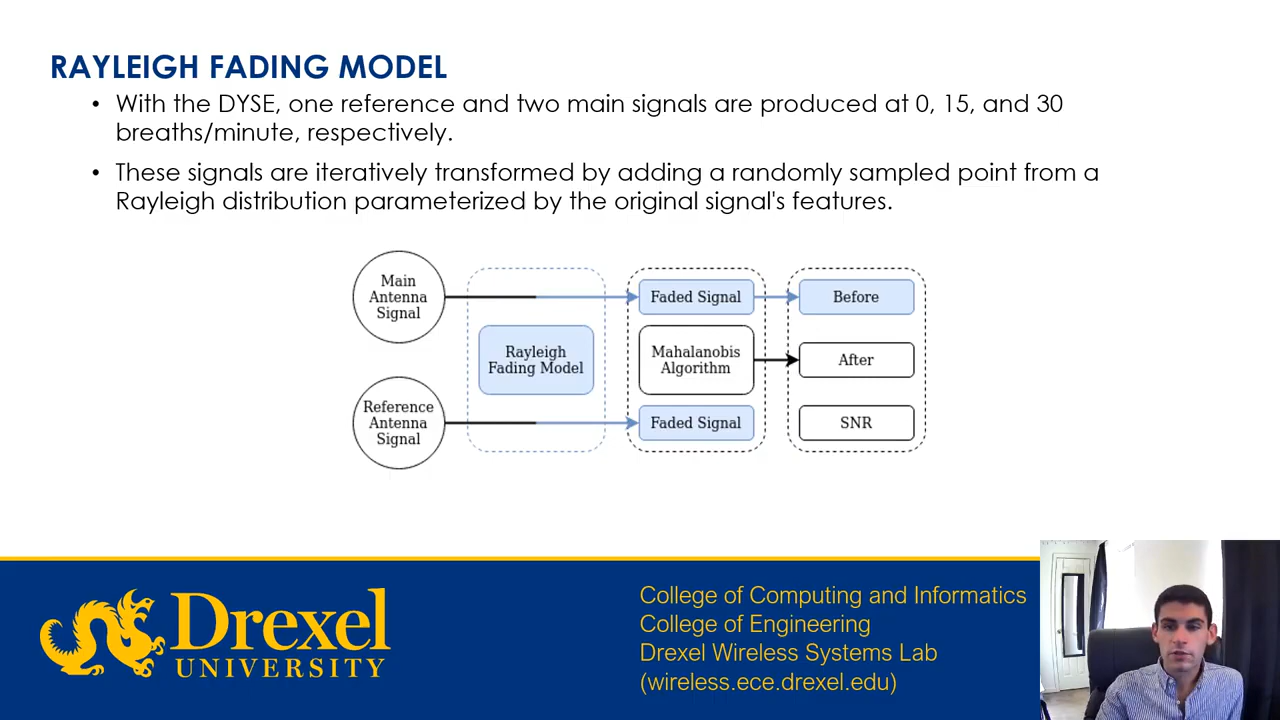 RAYLEIGH FADING MODEL
• With the DYSE, one reference and two main signals are produced at 0, 15, and 30
breaths/minute, respectively.
• These signals are iteratively transformed by adding a randomly sampled point from a
Rayleigh distribution parameterized by the original signal's features.
Main
Antenna
Signal
Reference
Antenna
Signal
Rayleigh
Fading Model
Faded Signal
Mahalanobis
Algorithm
Faded Signal
Before
After
SNR
Drexel
UNIVERSITY
College of Computing and Informatics
College of Engineering
Drexel Wireless Systems Lab
(wireless.ece.drexel.edu)